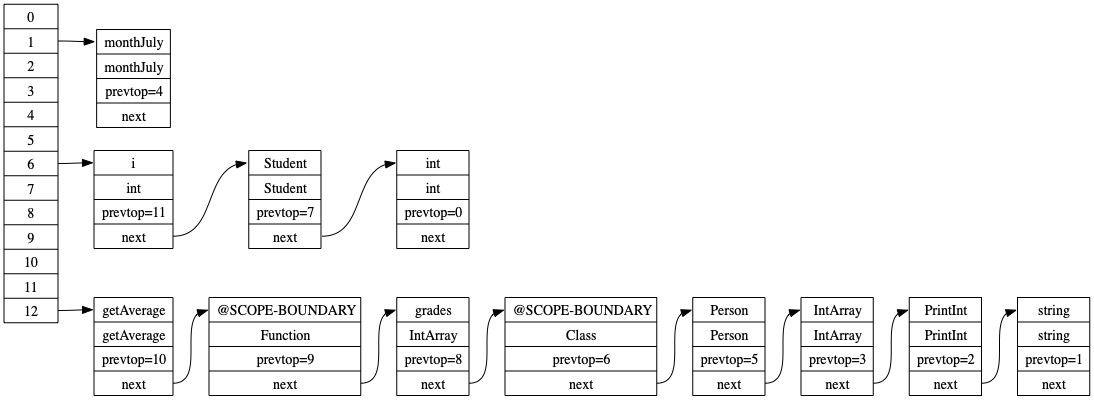 0
1
2
3
4
5
6
7
8
9
10
11
12
monthJuly
monthJuly
prevtop=4
next
i
int
prevtop=11
next
Student
Student
prevtop=7
next
int
int
prevtop=0
next
getAverage
getAverage
prevtop=10
next
@SCOPE-BOUNDARY
Function
prevtop=9
next
grades
IntArray
prevtop=8
next
@SCOPE-BOUNDARY
Class
prevtop=6
next
Person
Person
prevtop=5
next
IntArray
IntArray
prevtop=3
next
PrintInt
PrintInt
prevtop=2
next
string
string
prevtop=1
next